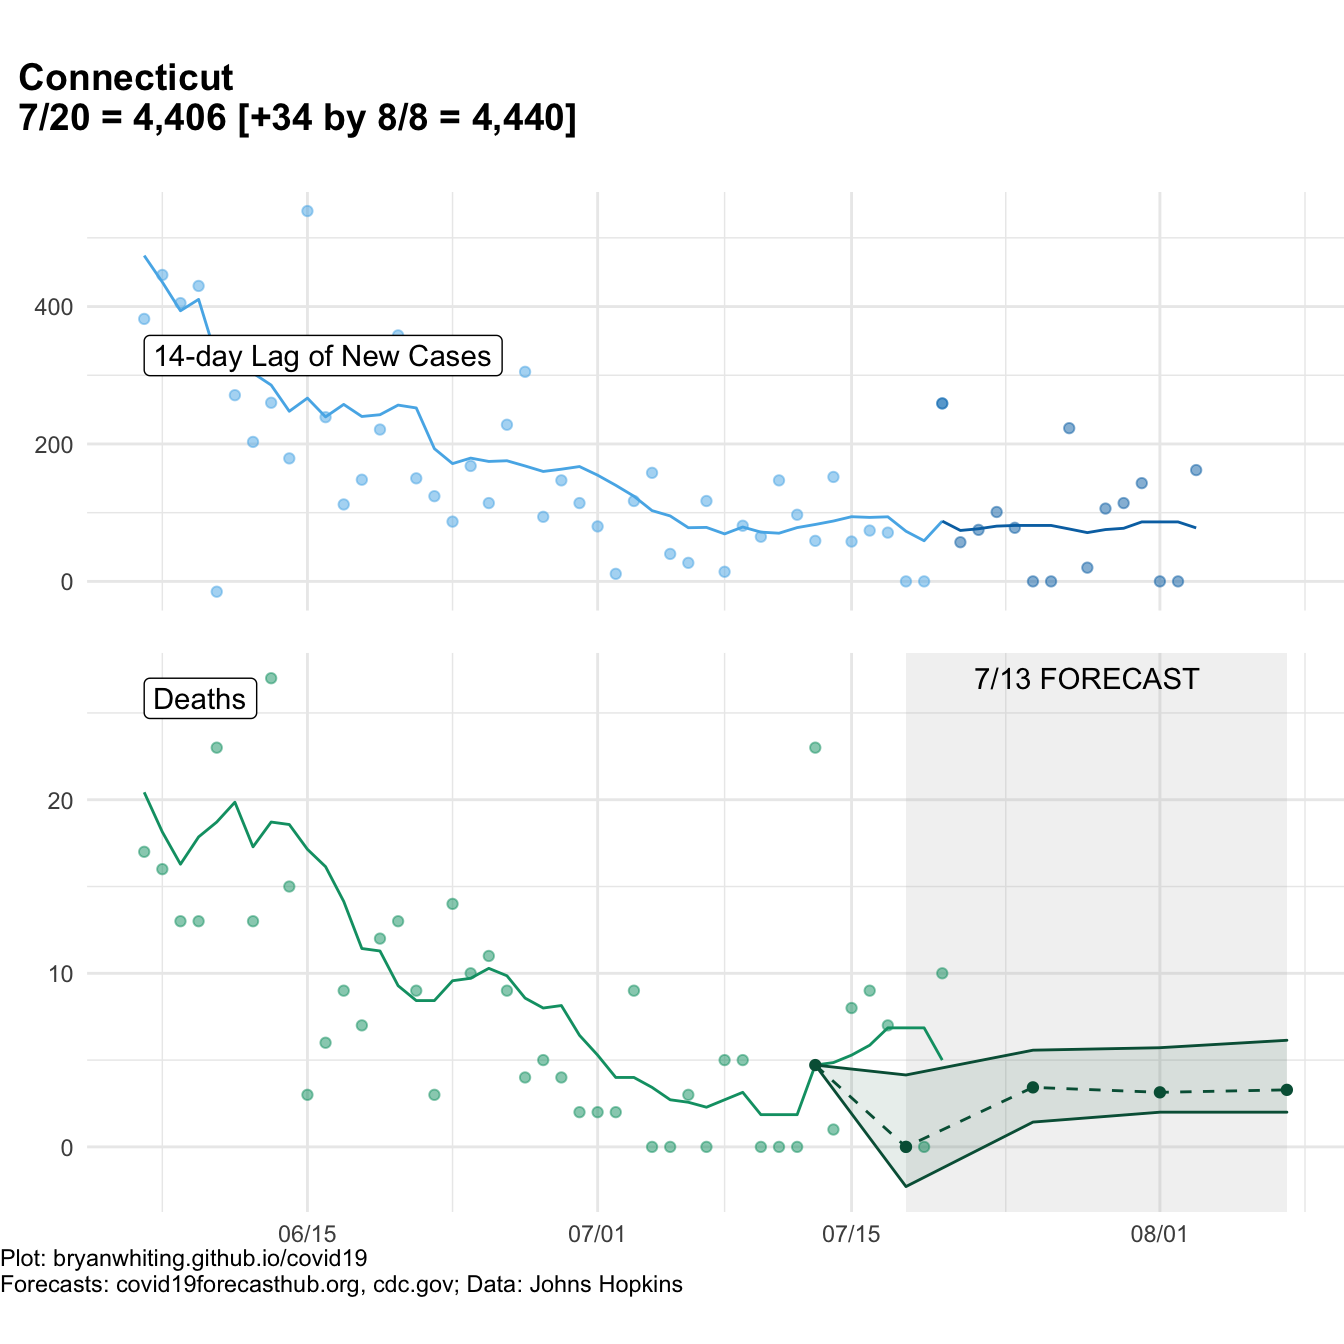 Connecticut
7/20 = 4,406 [+34 by 8/8 = 4,440]
400
14-day Lag of New Cases
200
0
7/13 FORECAST
Deaths
20
10
0
06/15 07/01 07/15 08/01
Plot: bryanwhiting.github.io/covid19
Forecasts: covid19forecasthub.org, cdc.gov; Data: Johns Hopkins